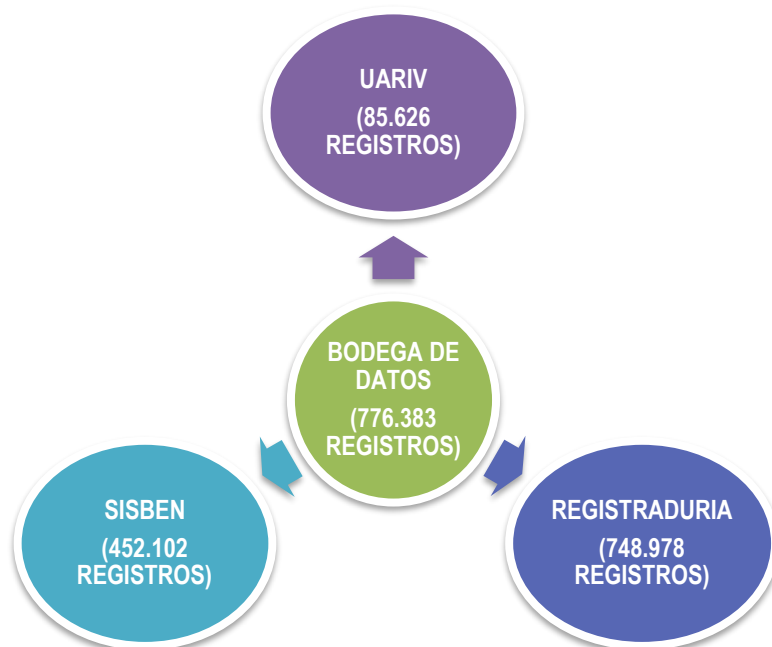 UARIV
(85.626
REGISTROS)
BODEGA DE
DATOS
(776.383
REGISTROS)
SISBEN
(452.102
REGISTROS)
REGISTRADURIA
(748.978
REGISTROS)